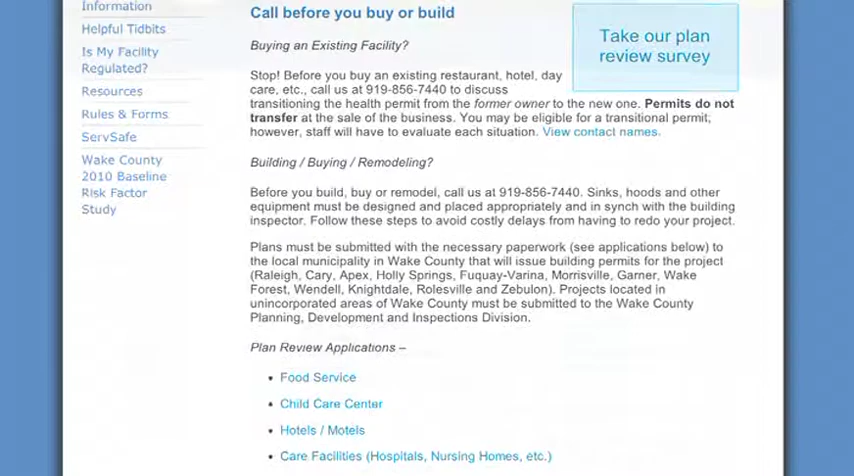 Information
Helpful Tidbits
Is My Facility
Regulated?
Resources
Rules & Forms
ServSafe
Wake County
2010 Baseline
Risk Factor
Study
Call before you buy or build
Take our plan
review survey
Buying an Existing Facility?
Stop! Before you buy an existing restaurant, hotel, day
care, etc., call us at 919-856-7440 to discuss
transitioning the health permit from the former owner to the new one. Permits do not
transfer at the sale of the business. You may be eligible for a transitional permit;
however, staff will have to evaluate each situation. View contact names.
Building / Buying / Remodeling?
Before you build, buy or remodel, call us at 919-856-7440. Sinks, hoods and other
equipment must be designed and placed appropriately and in synch with the building
inspector. Follow these steps to avoid costly delays from having to redo your project.
Plans must be submitted with the necessary paperwork (see applications below) to
the local municipality in Wake County that will issue building permits for the project
(Raleigh, Cary, Apex, Holly Springs, Fuquay-Varina, Morrisville, Garner, Wake
Forest, Wendell, Knightdale, Rolesville and Zebulon). Projects located in
unincorporated areas of Wake County must be submitted to the Wake County
Planning, Development and Inspections Division.
Plan Review Applications –
• Food Service
• Child Care Center
• Hotels / Motels
• Care Facilities (Hospitals, Nursing Homes, etc.)